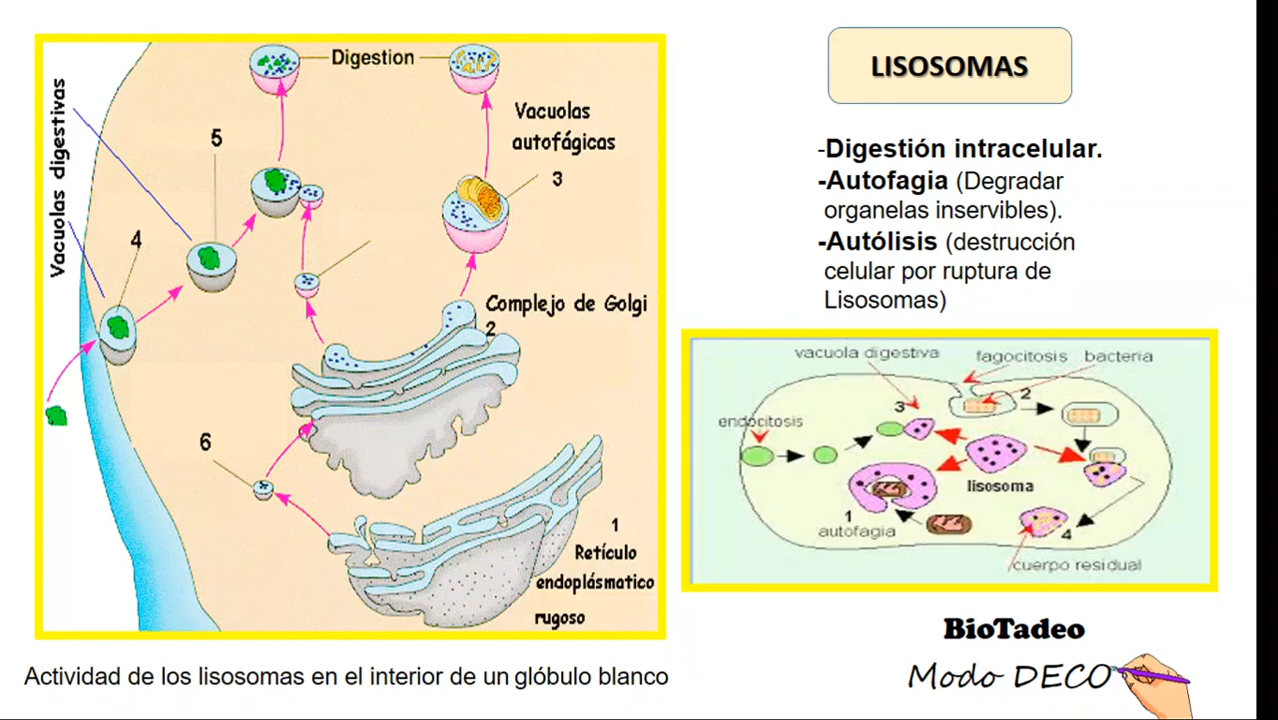 Vacuolas digestivas
Digestion
Vacuolas
autofágicas
3
5
4
Complejo de Golgi
2
6
1
Retículo
endoplásmatico
rugoso
Actividad de los lisosomas en el interior de un glóbulo blanco
LISOSOMAS
-Digestión intracelular.
-Autofagia (Degradar
organelas inservibles).
-Autólisis (destrucción
celular por ruptura de
Lisosomas)
vacuola digestiva
fagocitosis
bacteria
2
3
endocitosis
lisosoma
1
autofagia
4
cuerpo residual
BioTadeo
Modo DECO